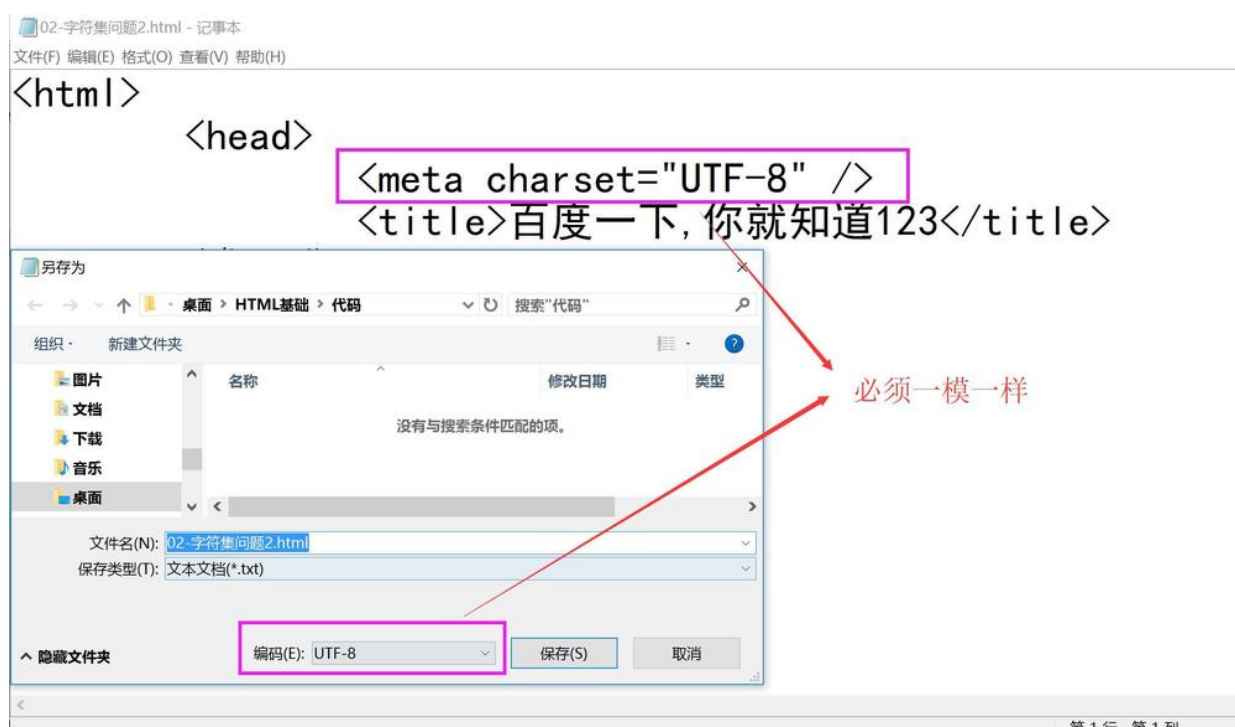 02-字符集问题2.html - 记事本
文件(F) 编辑(E) 格式(O) 查看(V) 帮助(H)
<html>
<head>
<meta charset="UTF-8" />
<title>百度一下,你就知道123</title>
另存为
桌面 > HTML基础 > 代码
搜索"代码"
组织
新建文件夹
图片
文档
下载
音乐
桌面
名称
修改日期
类型
没有与搜索条件匹配的项。
必须一模一样
文件名(N): 02-字符集问题2.html
保存类型(T): 文本文档(*.txt)
隐藏文件夹
编码(E): UTF-8
保存(S)
取消
第 1 行, 第 1 列